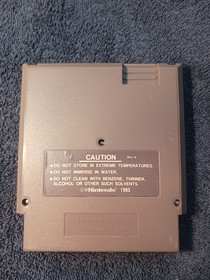 CAUTION
•DO NOT STORE IN EXTREME TEMPERATURES.
•DO NOT IMMERSE IN WATER.
•DO NOT CLEAN WITH BENZENE, THINNER,
ALCOHOL OR OTHER SUCH SOLVENTS.
Nintendo 1985